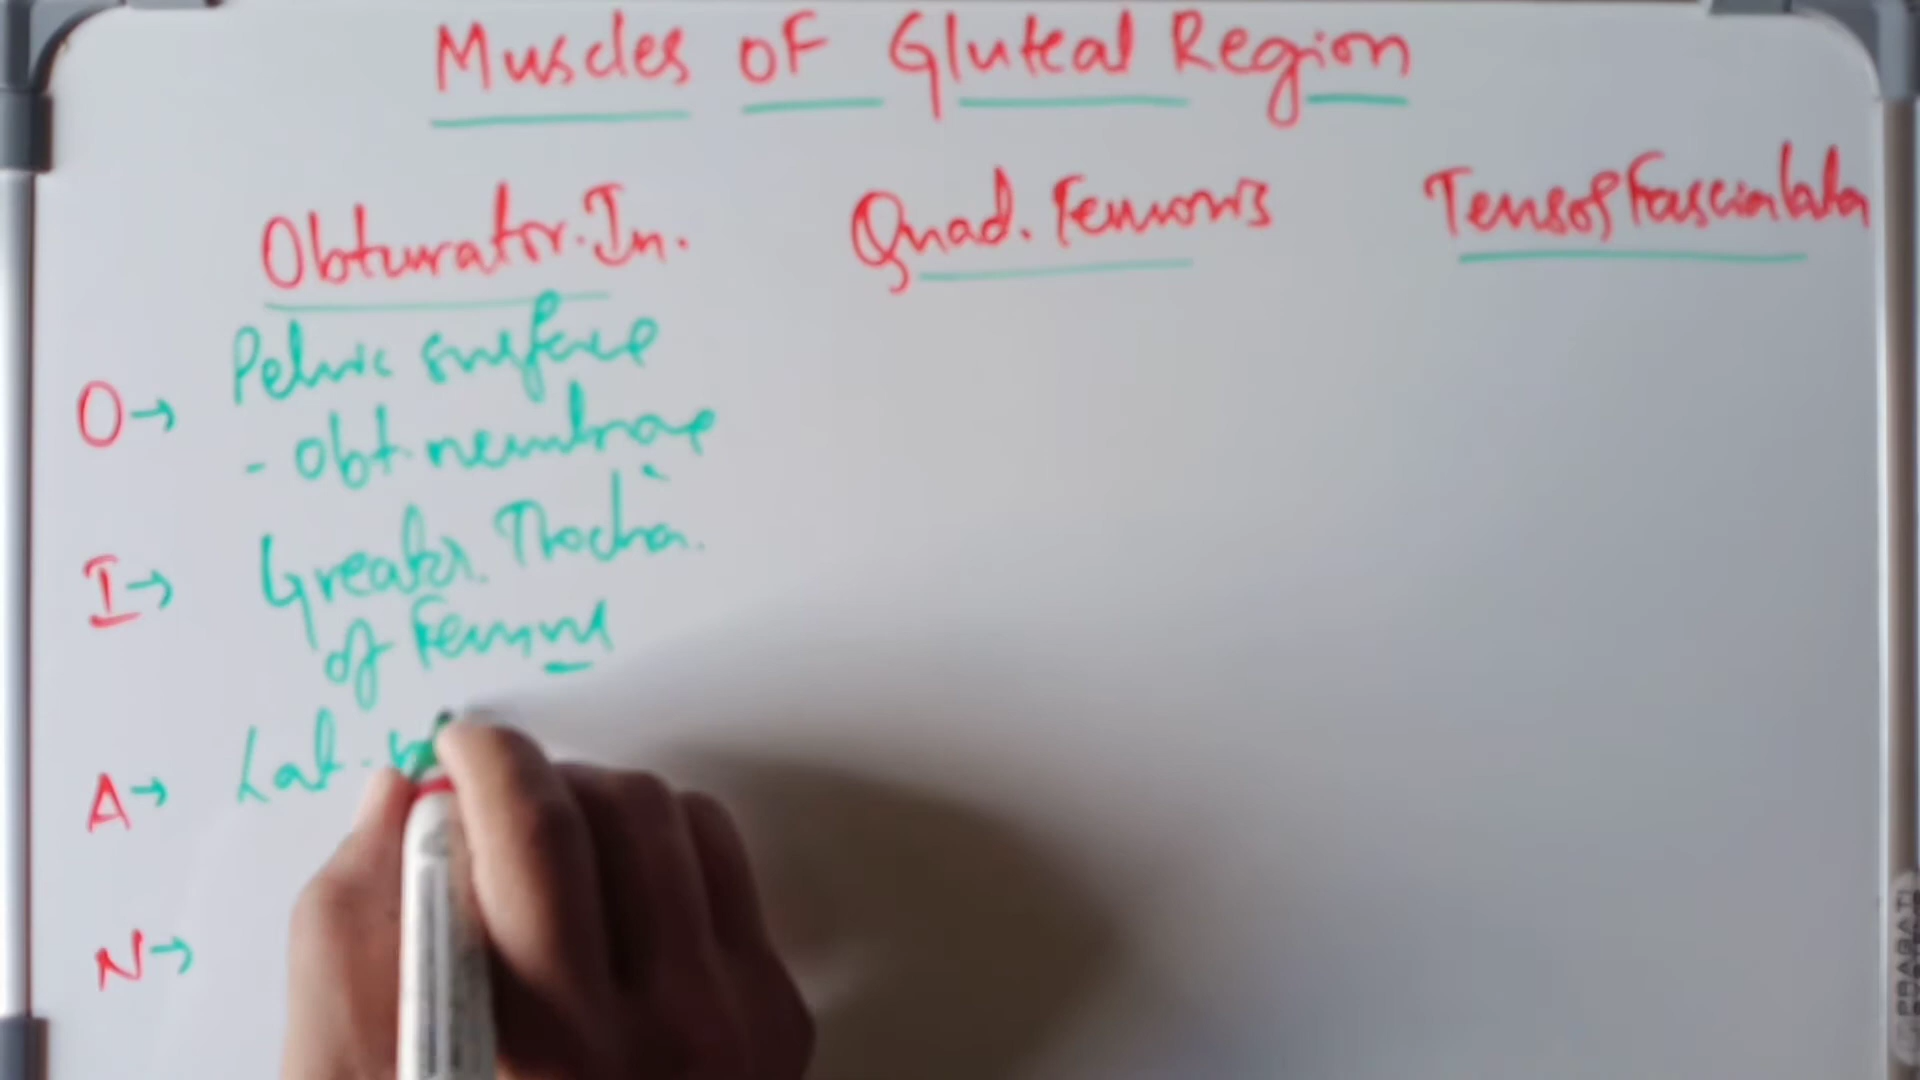 Muscles of Gluteal Region
Obturator. In. Quad. Femoris Tensor Fascia lata
O→ Pelvic surface
- Obt. membrane
I→ Greater. Trocha.
of Femur
A→ Lat.
N→